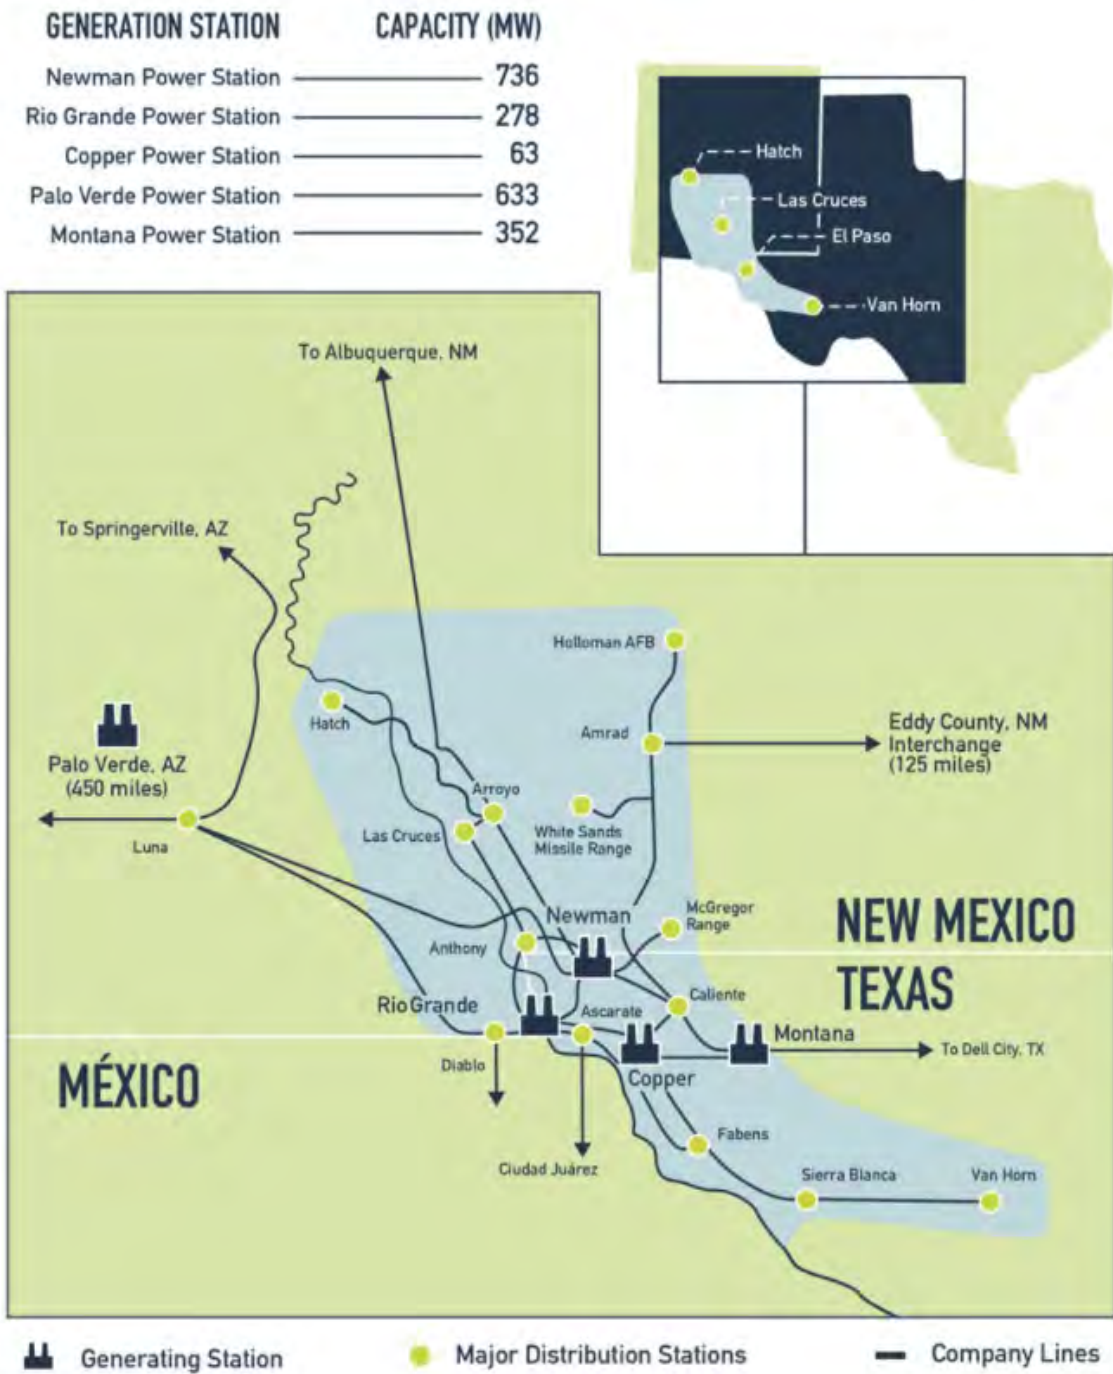 GENERATION STATION CAPACITY (MW)
Newman Power Station 736
Rio Grande Power Station 278
Copper Power Station 63
Palo Verde Power Station 633
Montana Power Station 352
Hatch
Las Cruces
El Paso
Van Horn
To Albuquerque, NM
To Springerville, AZ
Holloman AFB
Hatch
Amrad
Eddy County, NM
Interchange
(125 miles)
Palo Verde, AZ
(450 miles)
Arroyo
Luna
Las Cruces
White Sands
Missile Range
Newman
McGregor
Range
NEW MEXICO
Anthony
TEXAS
Rio Grande
Ascarate
Caliente
Montana
To Dell City, TX
Diablo
MÉXICO
Copper
Fabens
Ciudad Juárez
Sierra Blanca
Van Horn
Generating Station
Major Distribution Stations
Company Lines